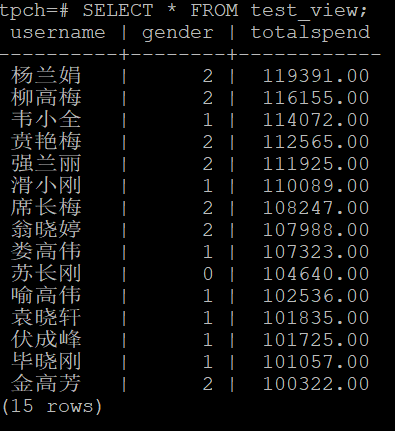 tpch=# SELECT * FROM test_view;
username | gender | totalspend
----------+--------+------------
杨兰娟 | 2 | 119391.00
柳高梅 | 2 | 116155.00
韦小全 | 1 | 114072.00
贲艳梅 | 2 | 112565.00
强兰丽 | 2 | 111925.00
滑小刚 | 1 | 110089.00
席长梅 | 2 | 108247.00
翁晓婷 | 2 | 107988.00
娄高伟 | 1 | 107323.00
苏长刚 | 0 | 104640.00
喻高伟 | 1 | 102536.00
袁晓轩 | 1 | 101835.00
伏成峰 | 1 | 101725.00
毕晓刚 | 1 | 101057.00
金高芳 | 2 | 100322.00
(15 rows)